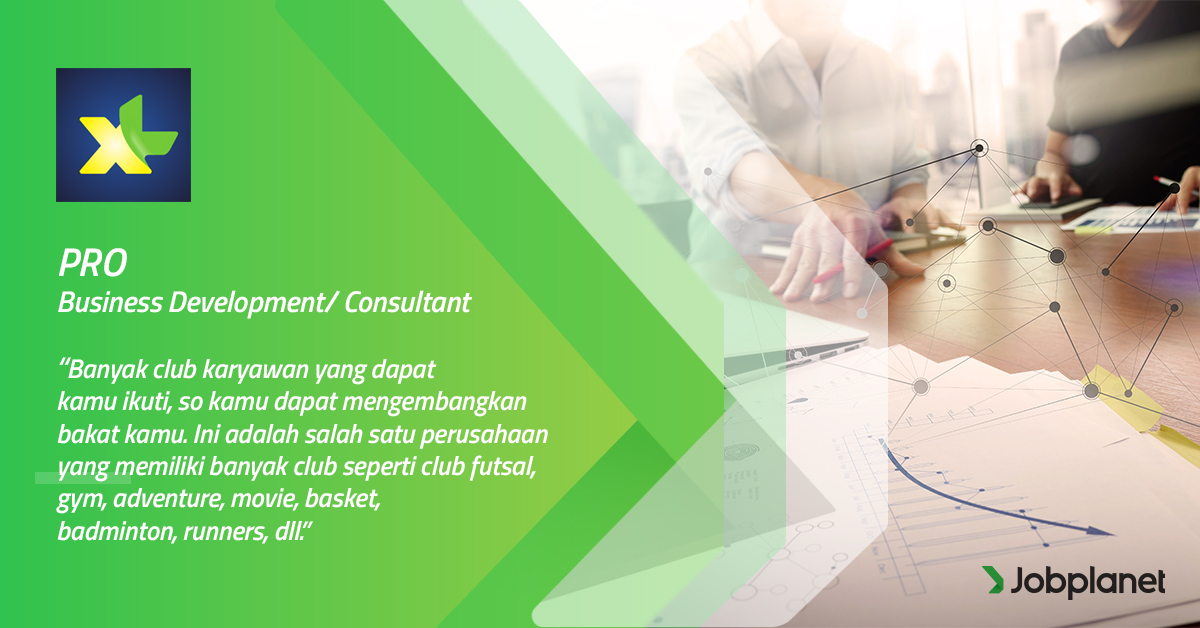 XL
PRO
Business Development/ Consultant
“Banyak club karyawan yang dapat
kamu ikuti, so kamu dapat mengembangkan
bakat kamu. Ini adalah salah satu perusahaan
yang memiliki banyak club seperti club futsal,
gym, adventure, movie, basket,
badminton, runners, dll.”
Jobplanet